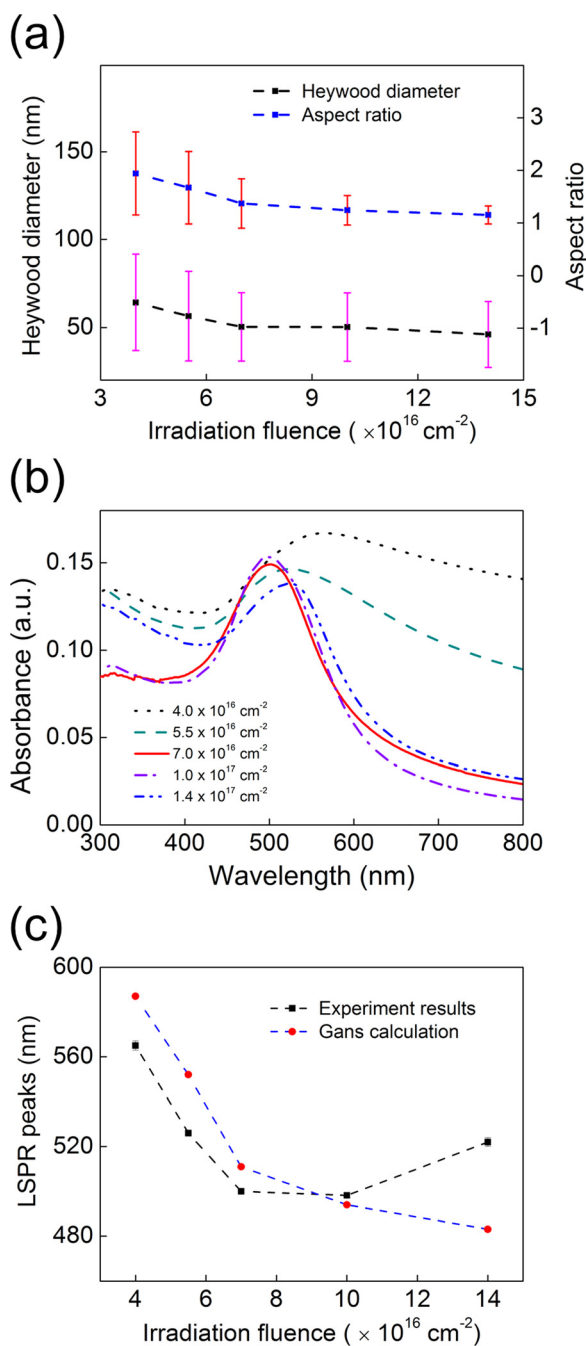 (a)
Heywood diameter
Aspect ratio
Heywood diameter (nm)
150
100
50
3
2
1
0
-1
Aspect ratio
3 6 9 12 15
Irradiation fluence ( ×10¹⁶ cm⁻²)
(b)
Absorbance (a.u.)
0.15
0.10
0.05
0.00
4.0 x 10¹⁶ cm⁻²
5.5 x 10¹⁶ cm⁻²
7.0 x 10¹⁶ cm⁻²
1.0 x 10¹⁷ cm⁻²
1.4 x 10¹⁷ cm⁻²
300 400 500 600 700 800
Wavelength (nm)
(c)
LSPR peaks (nm)
600
560
520
480
Experiment results
Gans calculation
4 6 8 10 12 14
Irradiation fluence ( × 10¹⁶ cm⁻²)